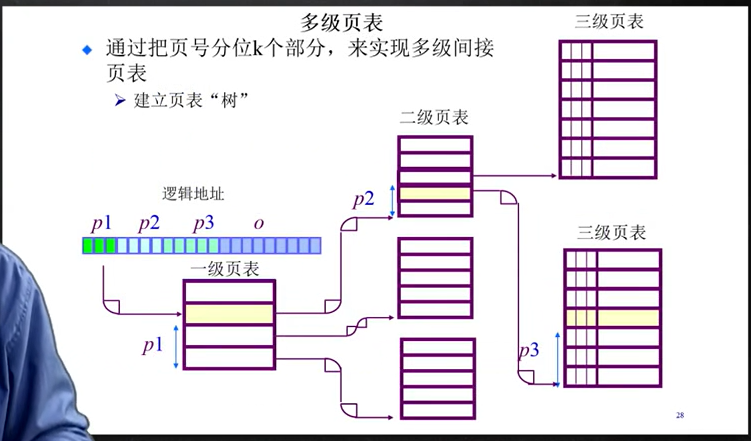 多级页表
通过把页号分位k个部分，来实现多级间接
页表
建立页表“树”
三级页表
二级页表
逻辑地址
p1 p2 p3 o
一级页表
p1
p2
三级页表
p3
28